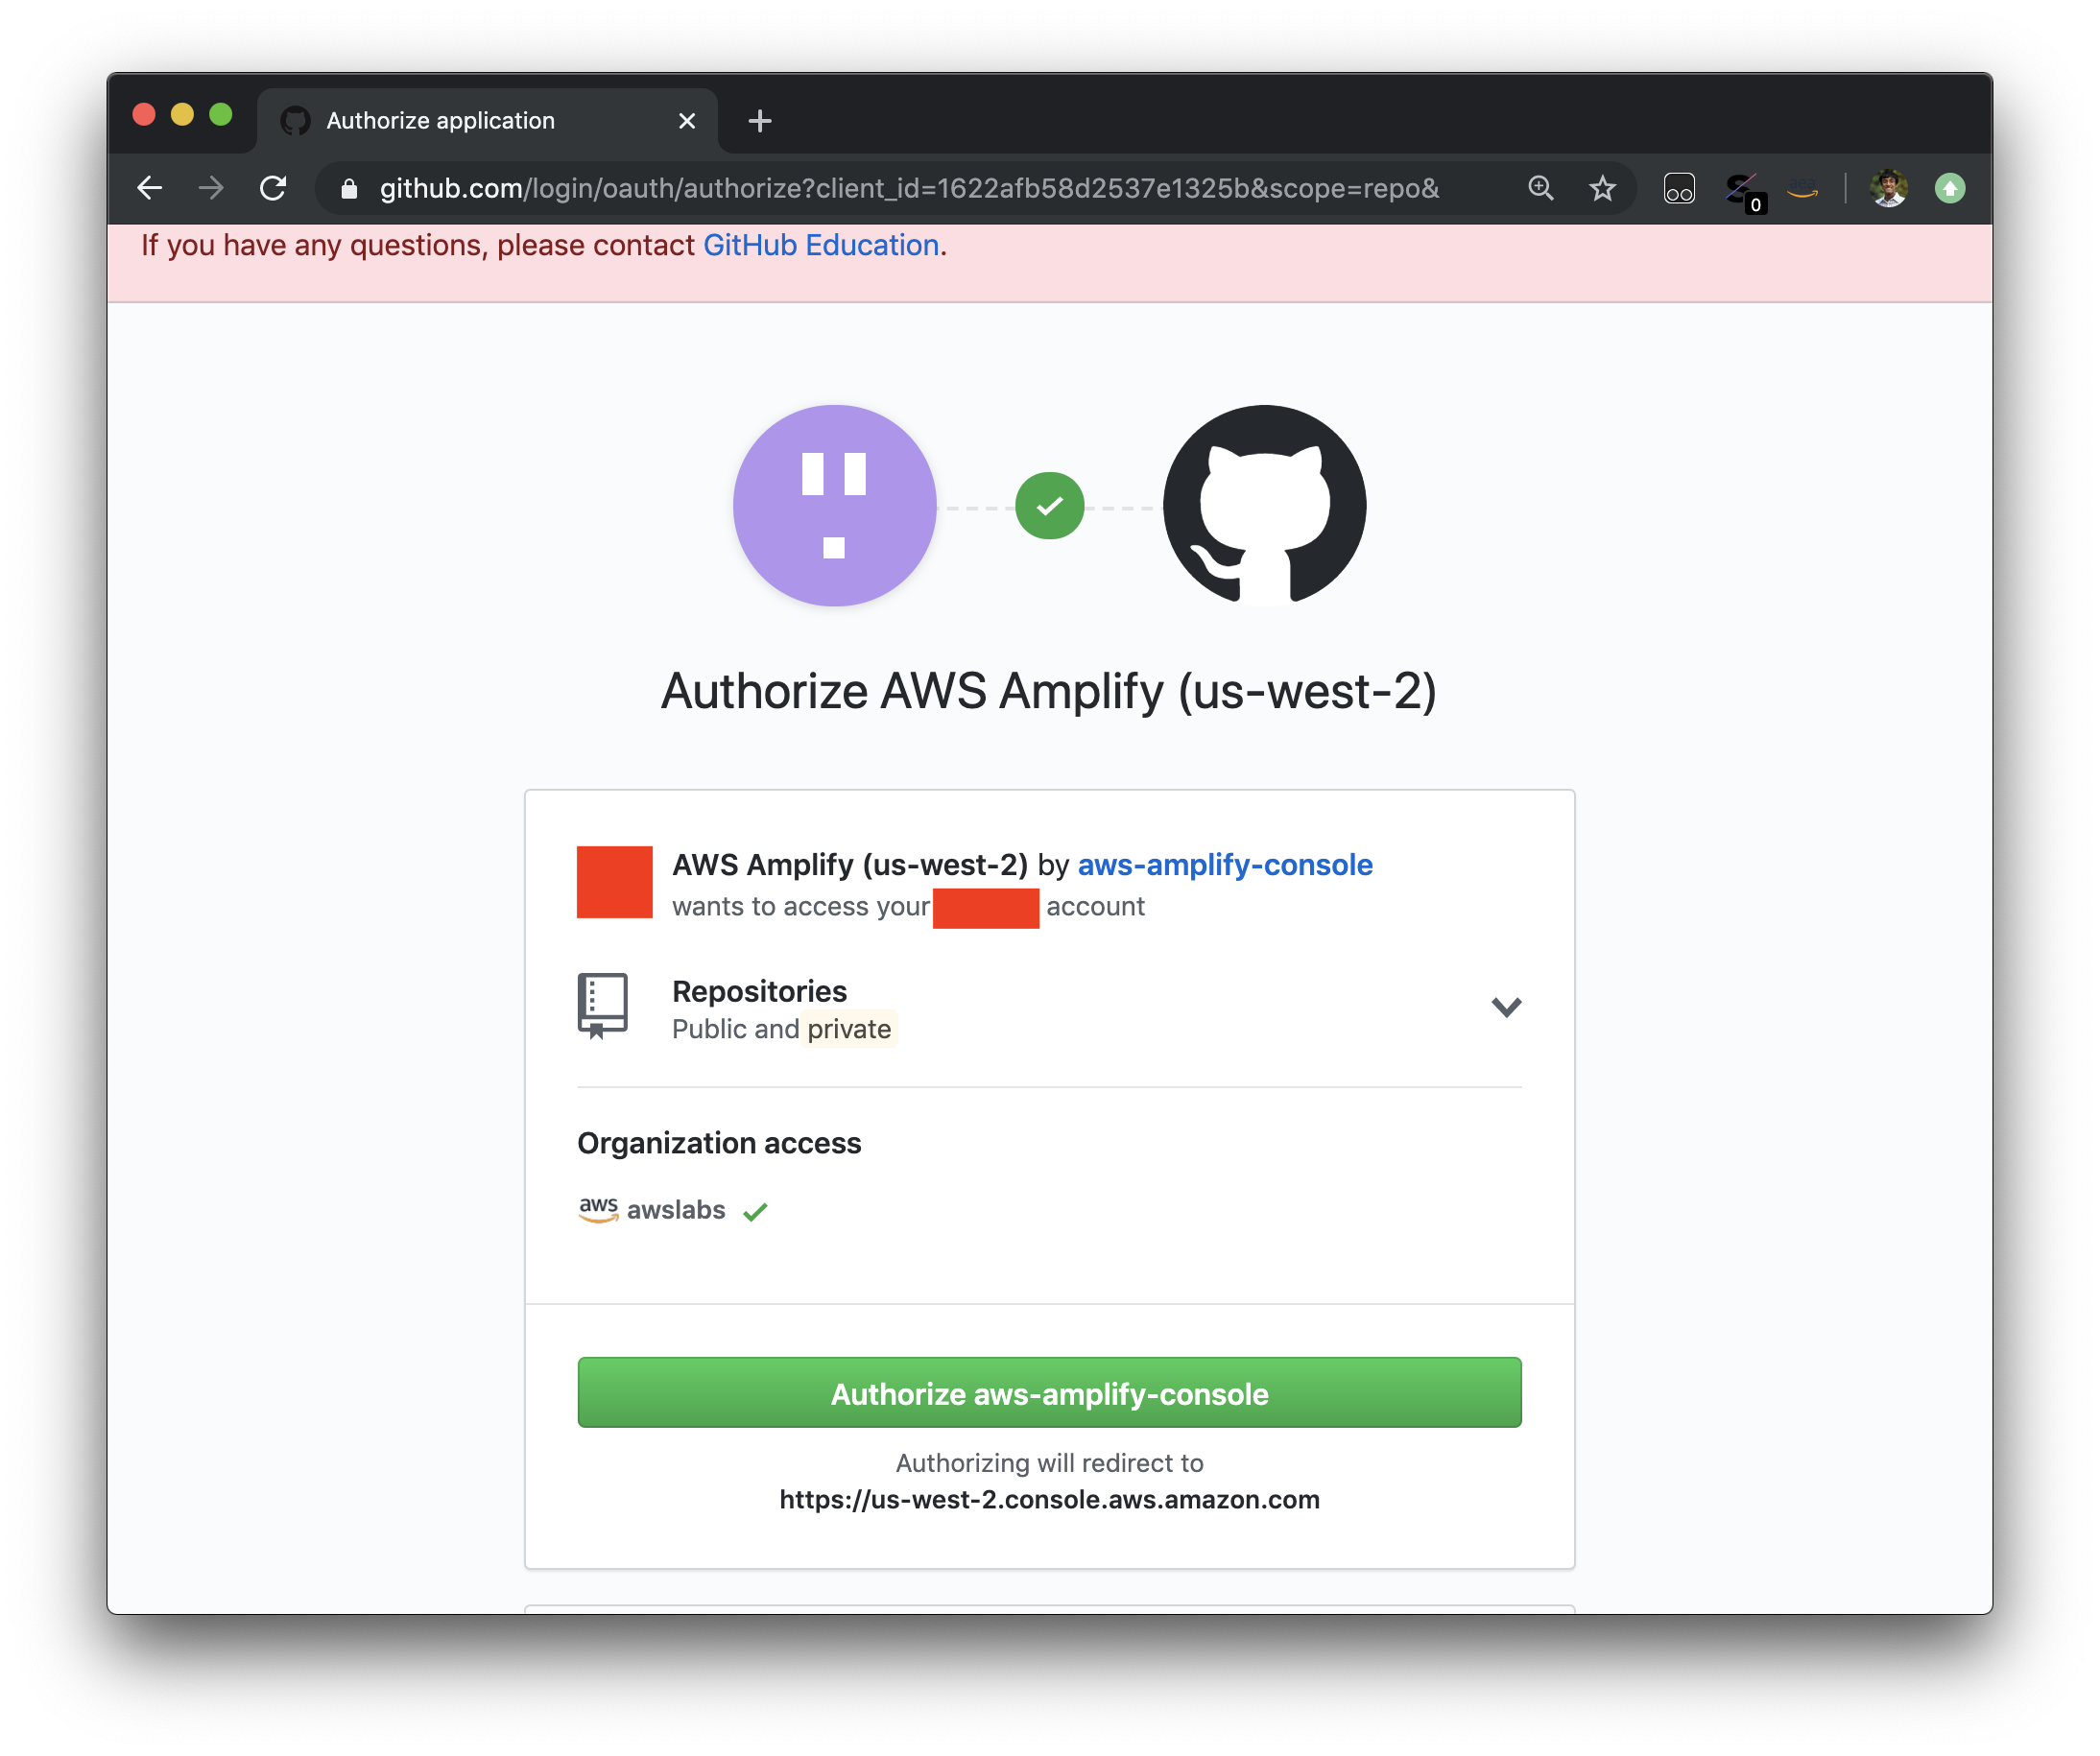 Authorize application
github.com/login/oauth/authorize?client_id=1622afb58d2537e1325b&scope=repo&
0
If you have any questions, please contact GitHub Education.
Authorize AWS Amplify (us-west-2)
AWS Amplify (us-west-2) by aws-amplify-console
wants to access your account
Repositories
Public and private
Organization access
aws awslabs
Authorize aws-amplify-console
Authorizing will redirect to
https://us-west-2.console.aws.amazon.com